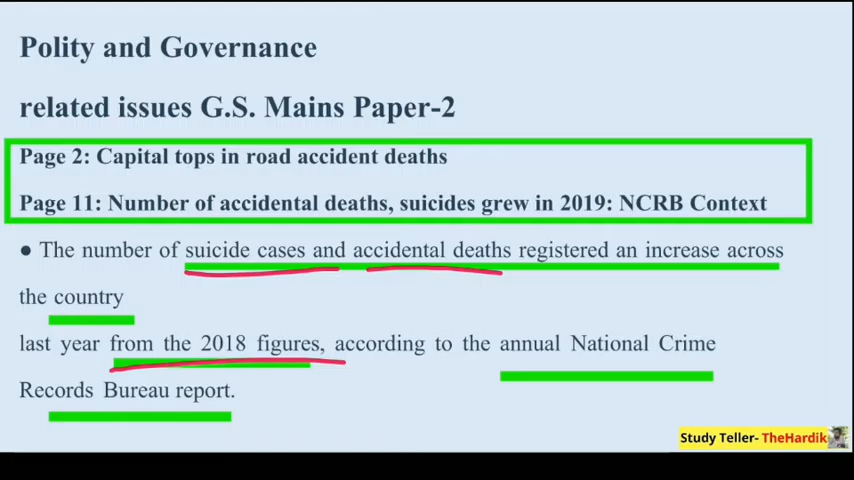 Polity and Governance
related issues G.S. Mains Paper-2
Page 2: Capital tops in road accident deaths
Page 11: Number of accidental deaths, suicides grew in 2019: NCRB Context
● The number of suicide cases and accidental deaths registered an increase across
the country
last year from the 2018 figures, according to the annual National Crime
Records Bureau report.
Study Teller- TheHardik